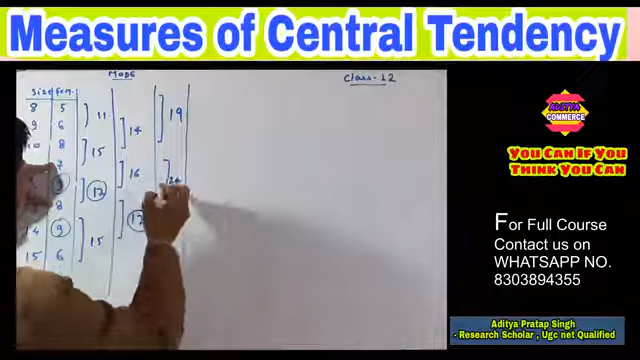 Measures of Central Tendency
MODE
Class-12
Size Fren.
8 5
9 6
10 8
7
8
14 9
15 6
11
15
17
15
14
16
17
19
ADITYA
COMMERCE
YOU CAN IF YOU
THINK YOU CAN
For Full Course
Contact us on
WHATSAPP NO.
8303894355
Aditya Pratap Singh
- Research Scholar , Ugc net Qualified